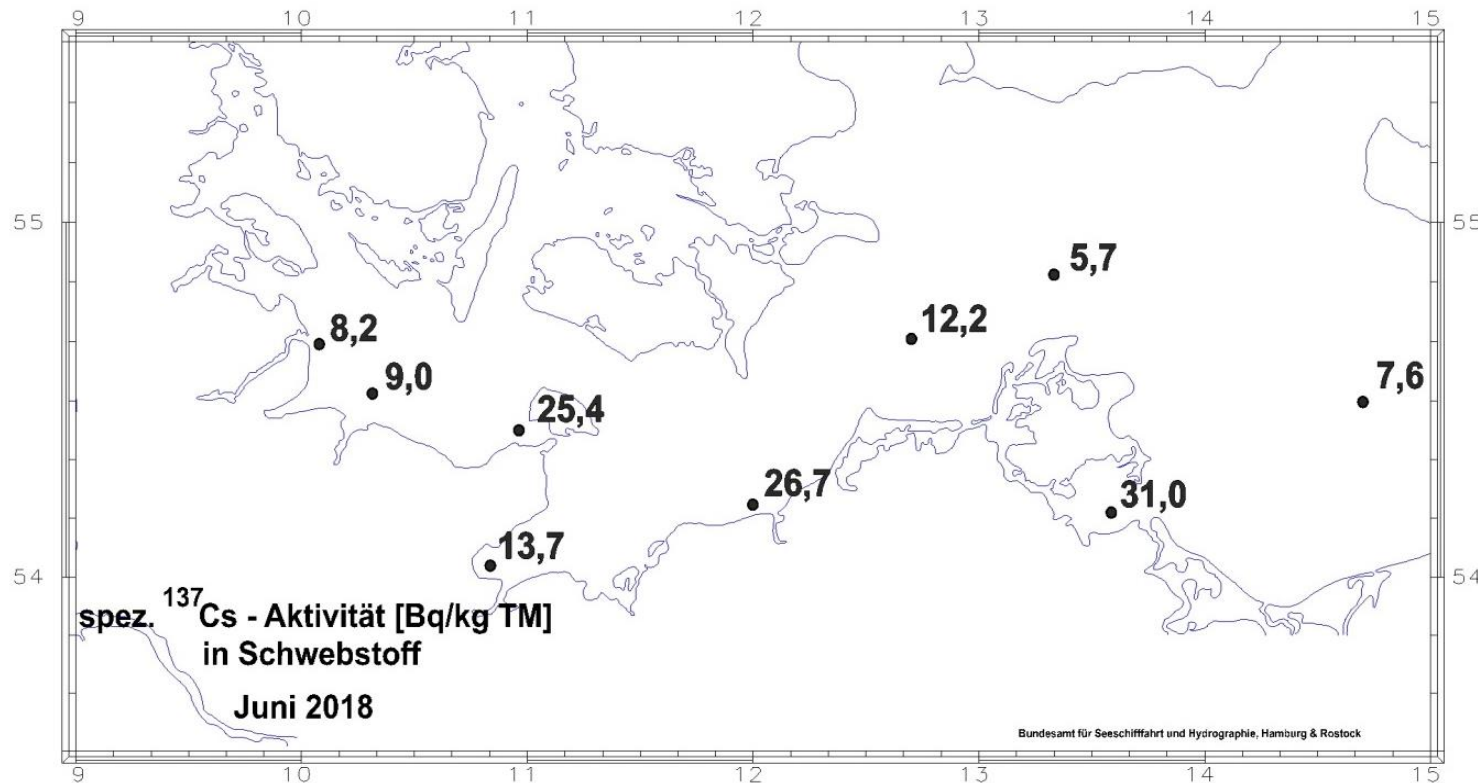 9 10 11 12 13 14 15
55 55
5,7
12,2
8,2
9,0
7,6
25,4
26,7
31,0
13,7
54 54
spez. ¹³⁷Cs - Aktivität [Bq/kg TM]
in Schwebstoff
Juni 2018
Bundesamt für Seeschifffahrt und Hydrographie, Hamburg & Rostock
9 10 11 12 13 14 15